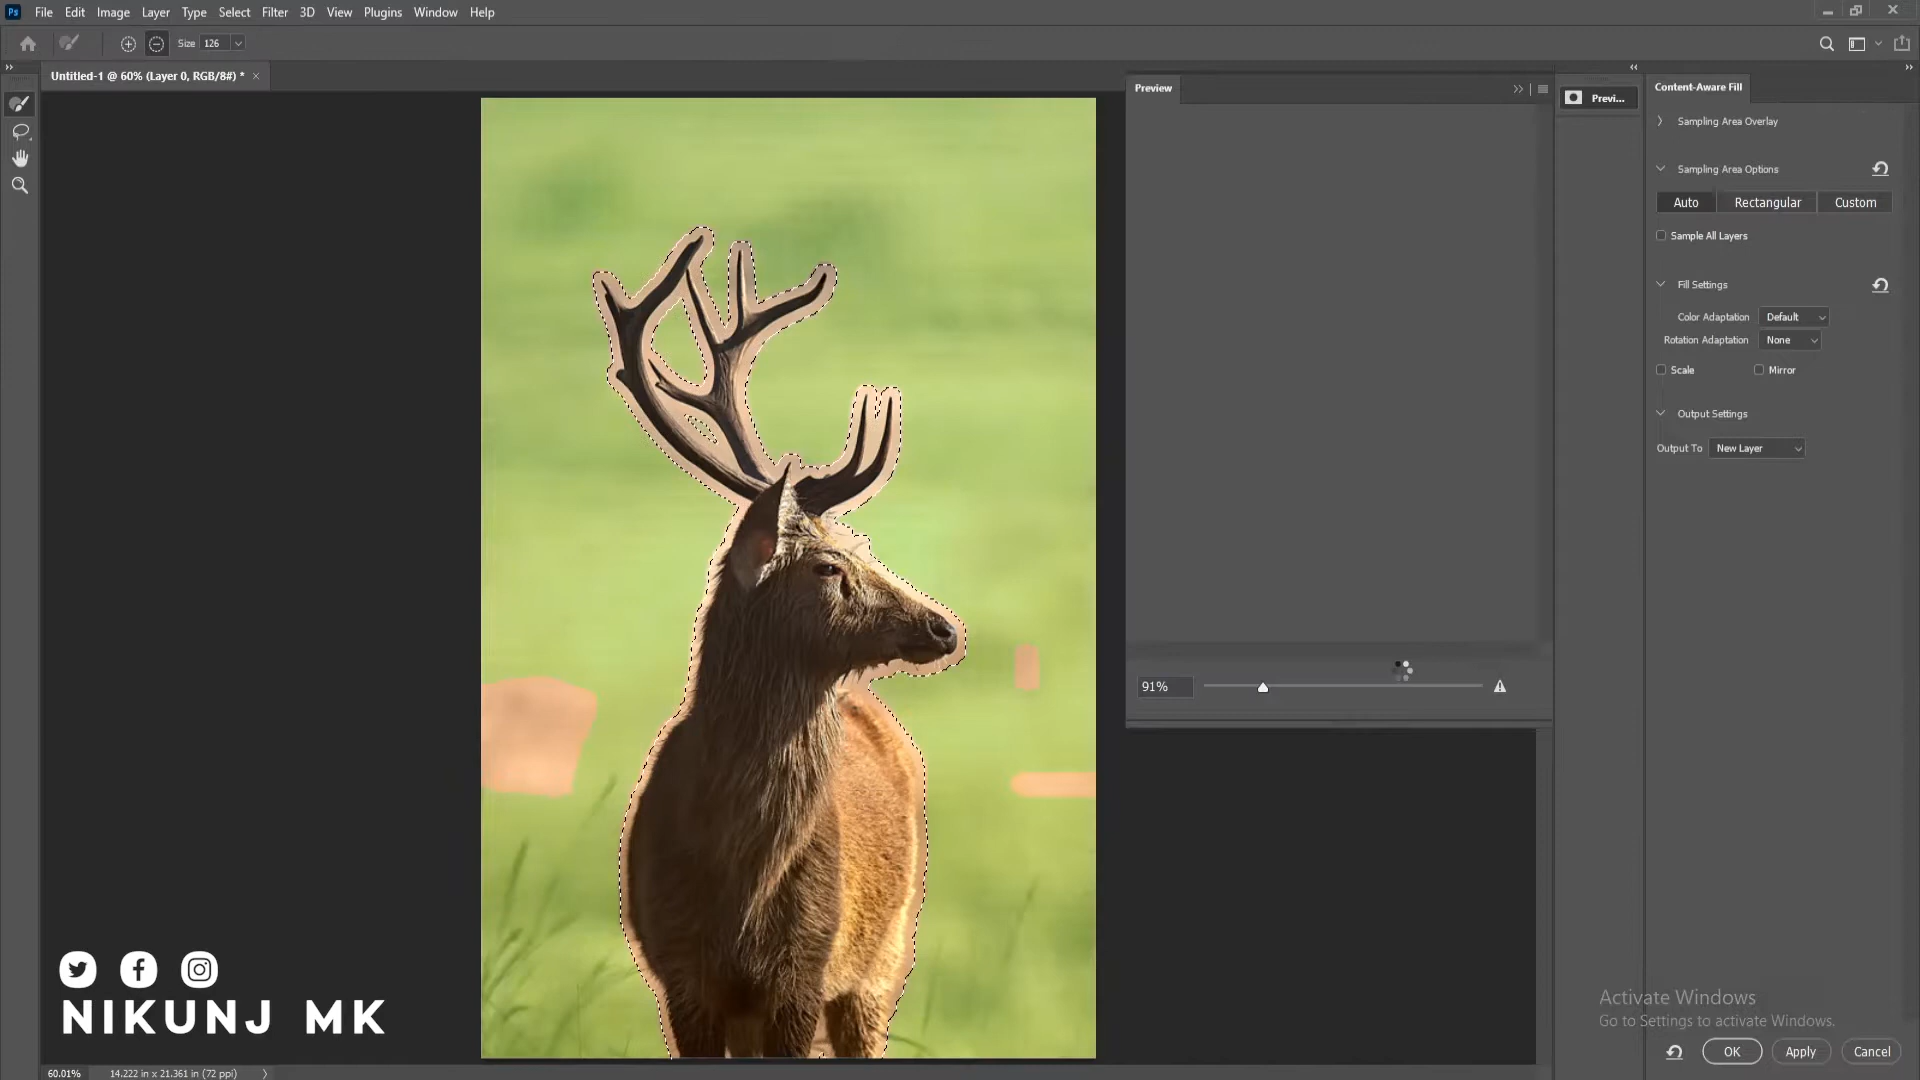 Ps File Edit Image Layer Type Select Filter 3D View Plugins Window Help
Size 126
Untitled-1 @ 60% (Layer 0, RGB/8#) *
Preview
Previ...
Content-Aware Fill
Sampling Area Overlay
Sampling Area Options
Auto Rectangular Custom
Sample All Layers
Fill Settings
Color Adaptation Default
Rotation Adaptation None
Scale Mirror
Output Settings
Output To New Layer
91%
NIKUNJ MK
Activate Windows
Go to Settings to activate Windows.
OK Apply Cancel
60.01% 14.222 in x 21.361 in (72 ppi)